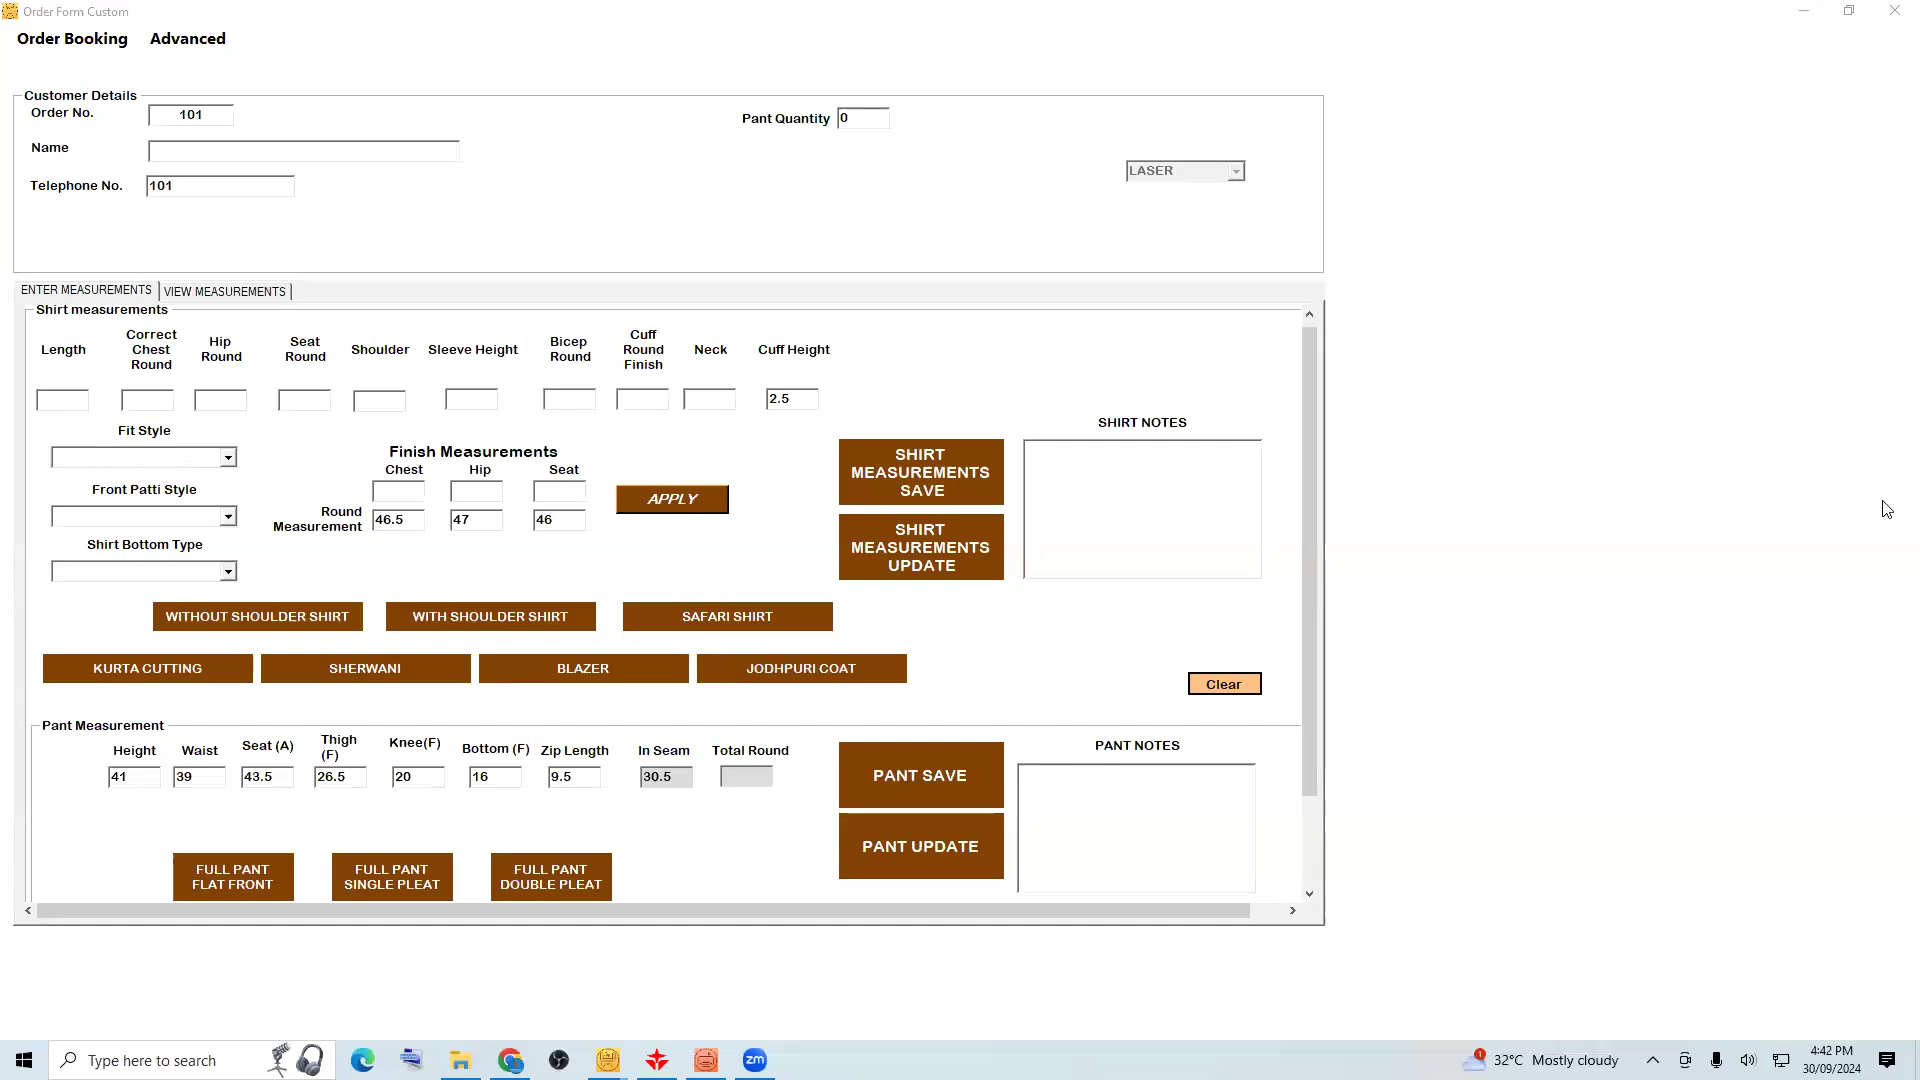 Order Form Custom
Order Booking Advanced
Customer Details
Order No. 101
Pant Quantity 0
Name
LASER
Telephone No. 101
ENTER MEASUREMENTS VIEW MEASUREMENTS
Shirt measurements
Length Correct Chest Round Hip Round Seat Round Shoulder Sleeve Height Bicep Round Cuff Round Finish Neck Cuff Height
2.5
Fit Style
SHIRT NOTES
Finish Measurements
Chest Hip Seat
SHIRT
MEASUREMENTS
SAVE
Front Patti Style
APPLY
Round
Measurement 46.5 47 46
SHIRT
MEASUREMENTS
UPDATE
Shirt Bottom Type
WITHOUT SHOULDER SHIRT WITH SHOULDER SHIRT SAFARI SHIRT
KURTA CUTTING SHERWANI BLAZER JODHPURI COAT
Clear
Pant Measurement
Height Waist Seat (A) Thigh (F) Knee(F) Bottom (F) Zip Length In Seam Total Round
PANT NOTES
41 39 43.5 26.5 20 16 9.5 30.5
PANT SAVE
PANT UPDATE
FULL PANT
FLAT FRONT
FULL PANT
SINGLE PLEAT
FULL PANT
DOUBLE PLEAT
Type here to search
zm
1
32°C Mostly cloudy
4:42 PM
30/09/2024